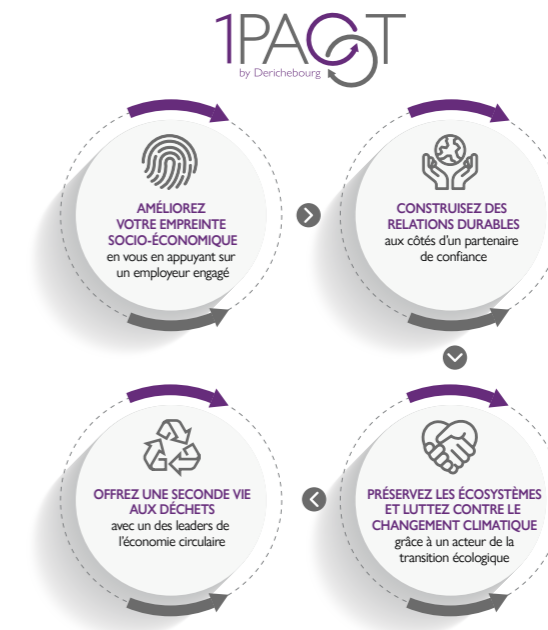 1PACT
by Derichebourg
AMÉLIOREZ
VOTRE EMPREINTE
SOCIO-ÉCONOMIQUE
en vous en appuyant sur
un employeur engagé
CONSTRUISEZ DES
RELATIONS DURABLES
aux côtés d’un partenaire
de confiance
OFFREZ UNE SECONDE VIE
AUX DÉCHETS
avec un des leaders de
l’économie circulaire
PRÉSERVEZ LES ÉCOSYSTÈMES
ET LUTTEZ CONTRE LE
CHANGEMENT CLIMATIQUE
grâce à un acteur de la
transition écologique